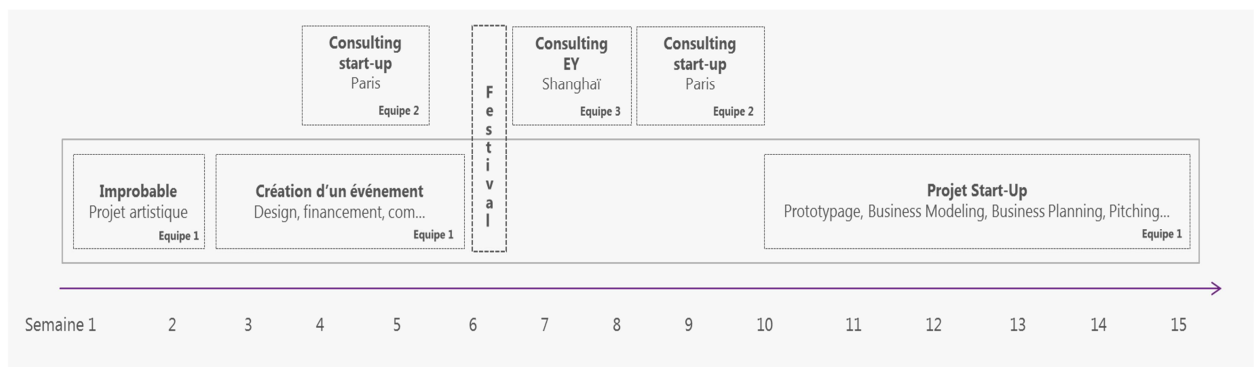 Consulting
start-up
Paris
Equipe 2
Festival
Consulting
EY
Shanghaï
Equipe 3
Consulting
start-up
Paris
Equipe 2
Improbable
Projet artistique
Equipe 1
Création d'un événement
Design, financement, com...
Equipe 1
Projet Start-Up
Prototypage, Business Modeling, Business Planning, Pitching...
Equipe 1
Semaine 1 2 3 4 5 6 7 8 9 10 11 12 13 14 15